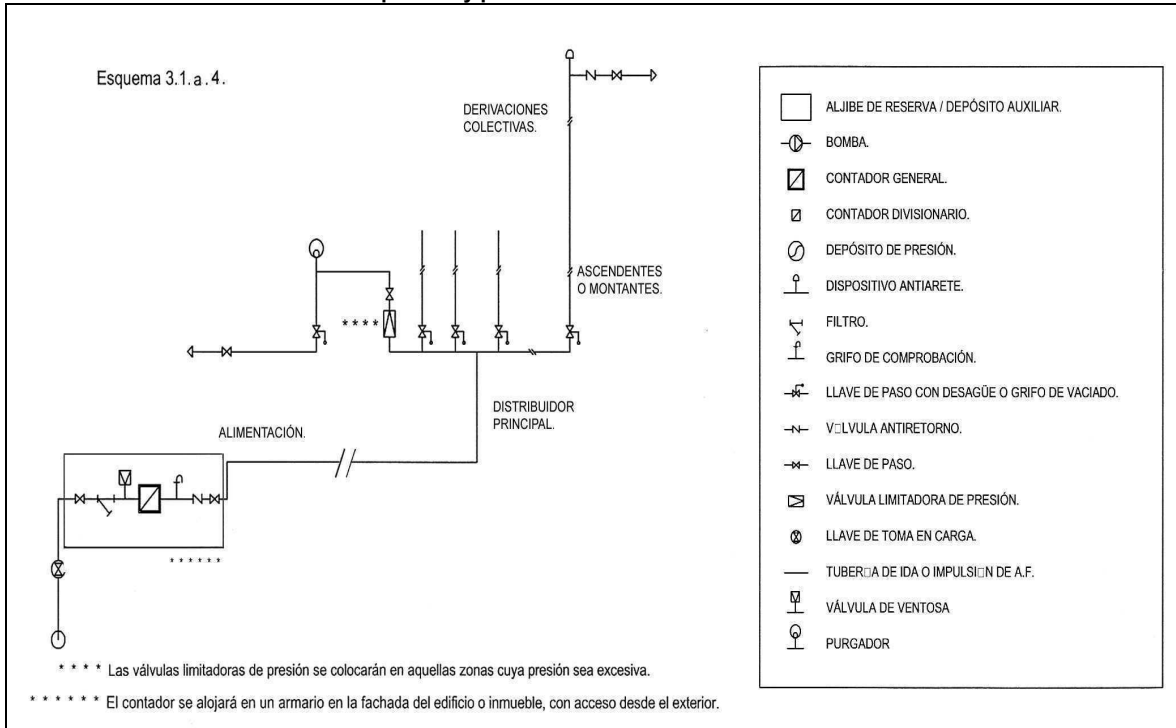 Esquema 3.1.a.4.
DERIVACIONES
COLECTIVAS.
ASCENDENTES
O MONTANTES.
* * * *
DISTRIBUIDOR
PRINCIPAL.
ALIMENTACIÓN.
* * * * * *
* * * * Las válvulas limitadoras de presión se colocarán en aquellas zonas cuya presión sea excesiva.
* * * * * * El contador se alojará en un armario en la fachada del edificio o inmueble, con acceso desde el exterior.
ALJIBE DE RESERVA / DEPÓSITO AUXILIAR.
BOMBA.
CONTADOR GENERAL.
CONTADOR DIVISIONARIO.
DEPÓSITO DE PRESIÓN.
DISPOSITIVO ANTIARETE.
FILTRO.
GRIFO DE COMPROBACIÓN.
LLAVE DE PASO CON DESAGÜE O GRIFO DE VACIADO.
V□LVULA ANTIRETORNO.
LLAVE DE PASO.
VÁLVULA LIMITADORA DE PRESIÓN.
LLAVE DE TOMA EN CARGA.
TUBER□A DE IDA O IMPULSI□N DE A.F.
VÁLVULA DE VENTOSA
PURGADOR